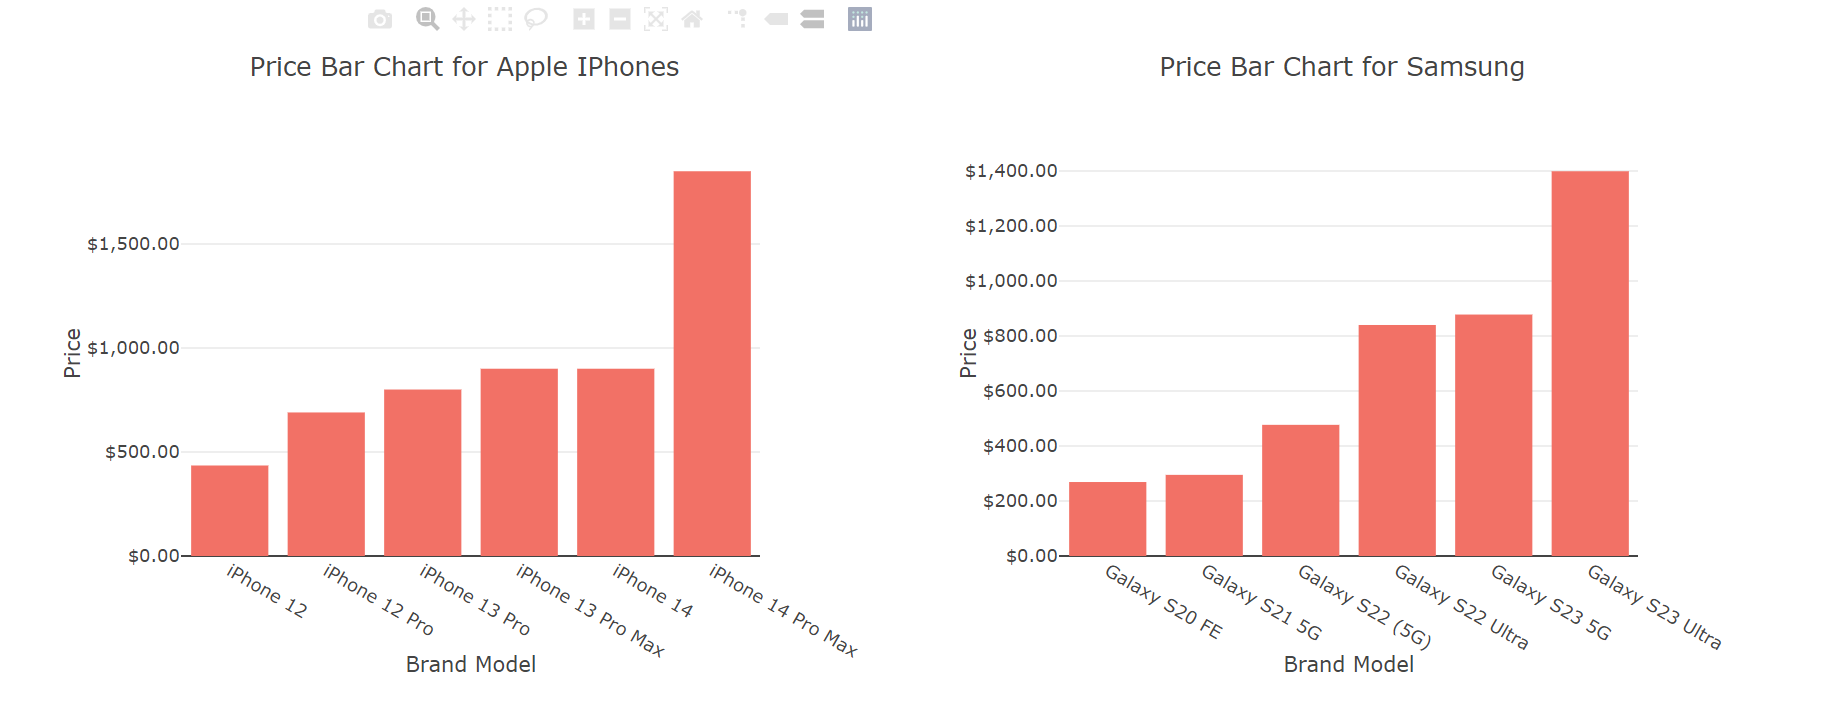 Price Bar Chart for Apple IPhones
$1,500.00
$1,000.00
$500.00
$0.00
Price
iPhone 12
iPhone 12 Pro
iPhone 13 Pro
iPhone 13 Pro Max
iPhone 14
iPhone 14 Pro Max
Brand Model
Price Bar Chart for Samsung
$1,400.00
$1,200.00
$1,000.00
$800.00
$600.00
$400.00
$200.00
$0.00
Price
Galaxy S20 FE
Galaxy S21 5G
Galaxy S22 (5G)
Galaxy S22 Ultra
Galaxy S23 5G
Galaxy S23 Ultra
Brand Model